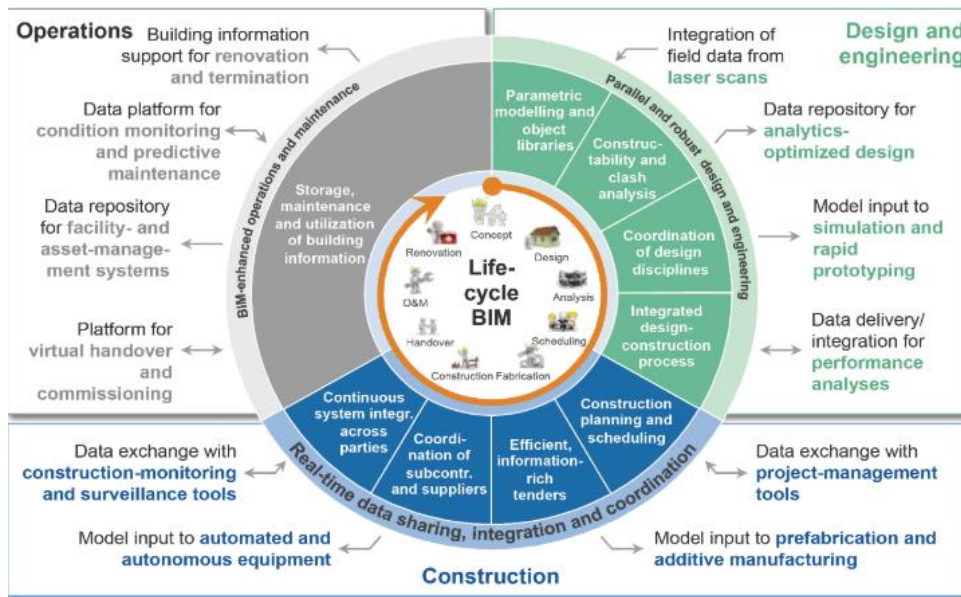 Operations
Building information
support for renovation
and termination
Data platform for
condition monitoring
and predictive
maintenance
Data repository
for facility- and
asset-manage-
ment systems
Platform for
virtual handover
and
commissioning
BIM-enhanced operations and maintenance
Storage,
maintenance
and utilization
of building
information
Design and
engineering
Integration of
field data from
laser scans
Data repository for
analytics-
optimized design
Model input to
simulation and
rapid
prototyping
Data delivery/
integration for
performance
analyses
Parallel and robust design and engineering
Parametric
modelling and
object
libraries
Construc-
tability and
clash
analysis
Coordination
of design
disciplines
Integrated
design-
construction
process
Life-
cycle
BIM
Concept
Design
Analysis
Scheduling
Fabrication
Construction
Handover
O&M
Renovation
Continuous
system integr.
across
parties
Coordi-
nation of
subcontr.
and suppliers
Efficient,
information-
rich
tenders
Construction
planning and
scheduling
Real-time data sharing, integration and coordination
Data exchange with
construction-monitoring
and surveillance tools
Model input to automated and
autonomous equipment
Data exchange with
project-management
tools
Model input to prefabrication and
additive manufacturing
Construction